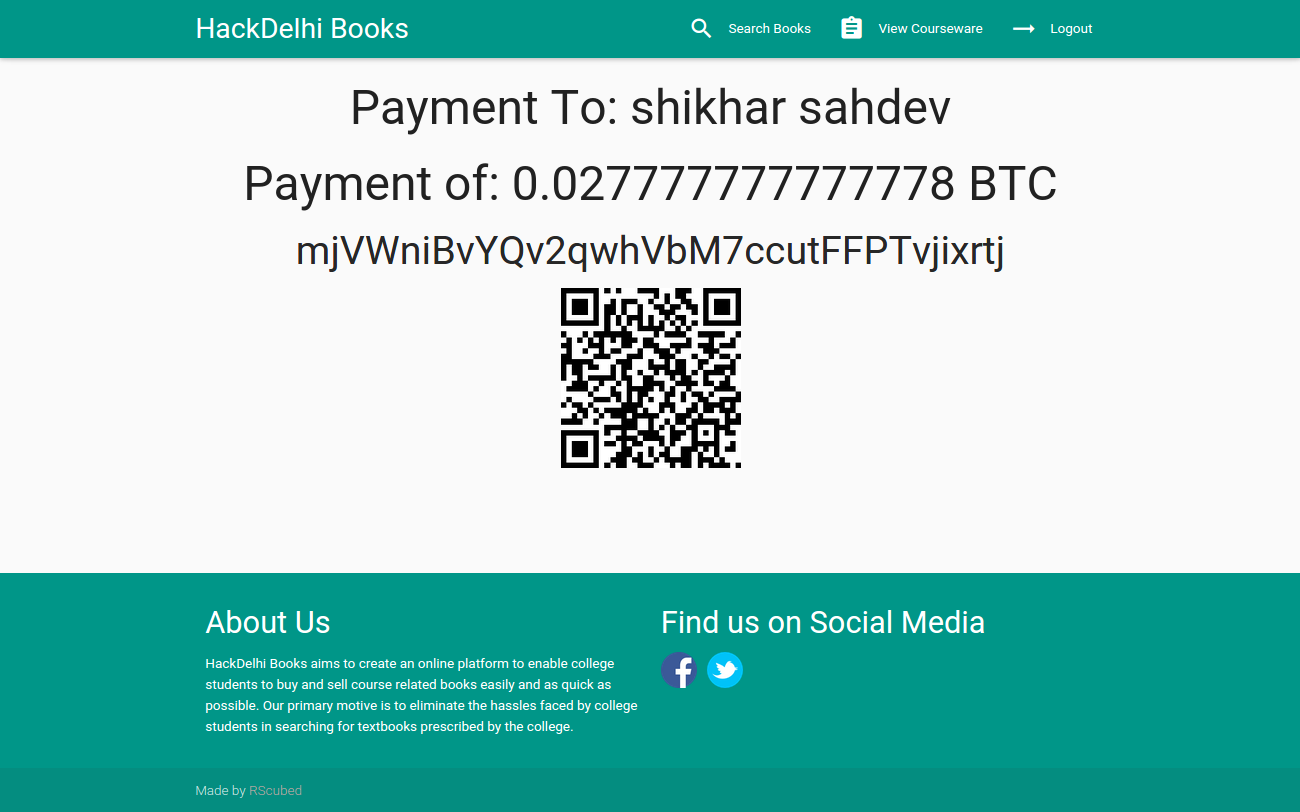 HackDelhi Books
Search Books
View Courseware
Logout
Payment To: shikhar sahdev
Payment of: 0.027777777777778 BTC
mjVWniBvYQv2qwhVbM7ccutFFPTvjixrtj
About Us
HackDelhi Books aims to create an online platform to enable college
students to buy and sell course related books easily and as quick as
possible. Our primary motive is to eliminate the hassles faced by college
students in searching for textbooks prescribed by the college.
Find us on Social Media
Made by RScubed